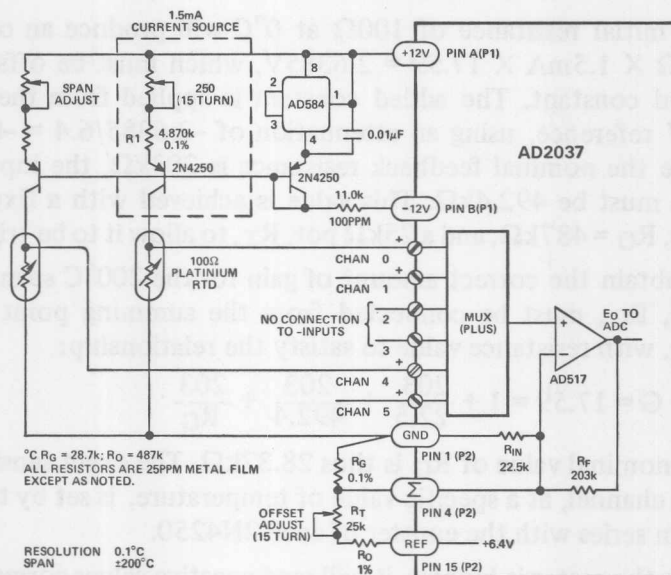 1.5mA
CURRENT SOURCE
+12V
PIN A(P1)
SPAN
ADJUST
250
(15 TURN)
8
2
AD584
3
4
R1
4.870k
0.1%
0.01µF
AD2037
2N4250
2N4250
11.0k
100PPM
–12V
PIN B(P1)
100Ω
PLATINIUM
RTD
+
CHAN 0
CHAN 1
+
NO CONNECTION
TO –INPUTS
2
3
+
CHAN 4
+
CHAN 5
MUX
(PLUS)
+
–
AD517
EO TO
ADC
GND
PIN 1 (P2)
RIN
22.5k
RF
203k
°C RG = 28.7k; RO = 487k
ALL RESISTORS ARE 25PPM METAL FILM
EXCEPT AS NOTED.
RG
0.1%
Σ
PIN 4 (P2)
OFFSET
ADJUST
(15 TURN)
RT
25k
REF
+6.4V
RO
1%
PIN 15 (P2)
RESOLUTION 0.1°C
SPAN ±200°C